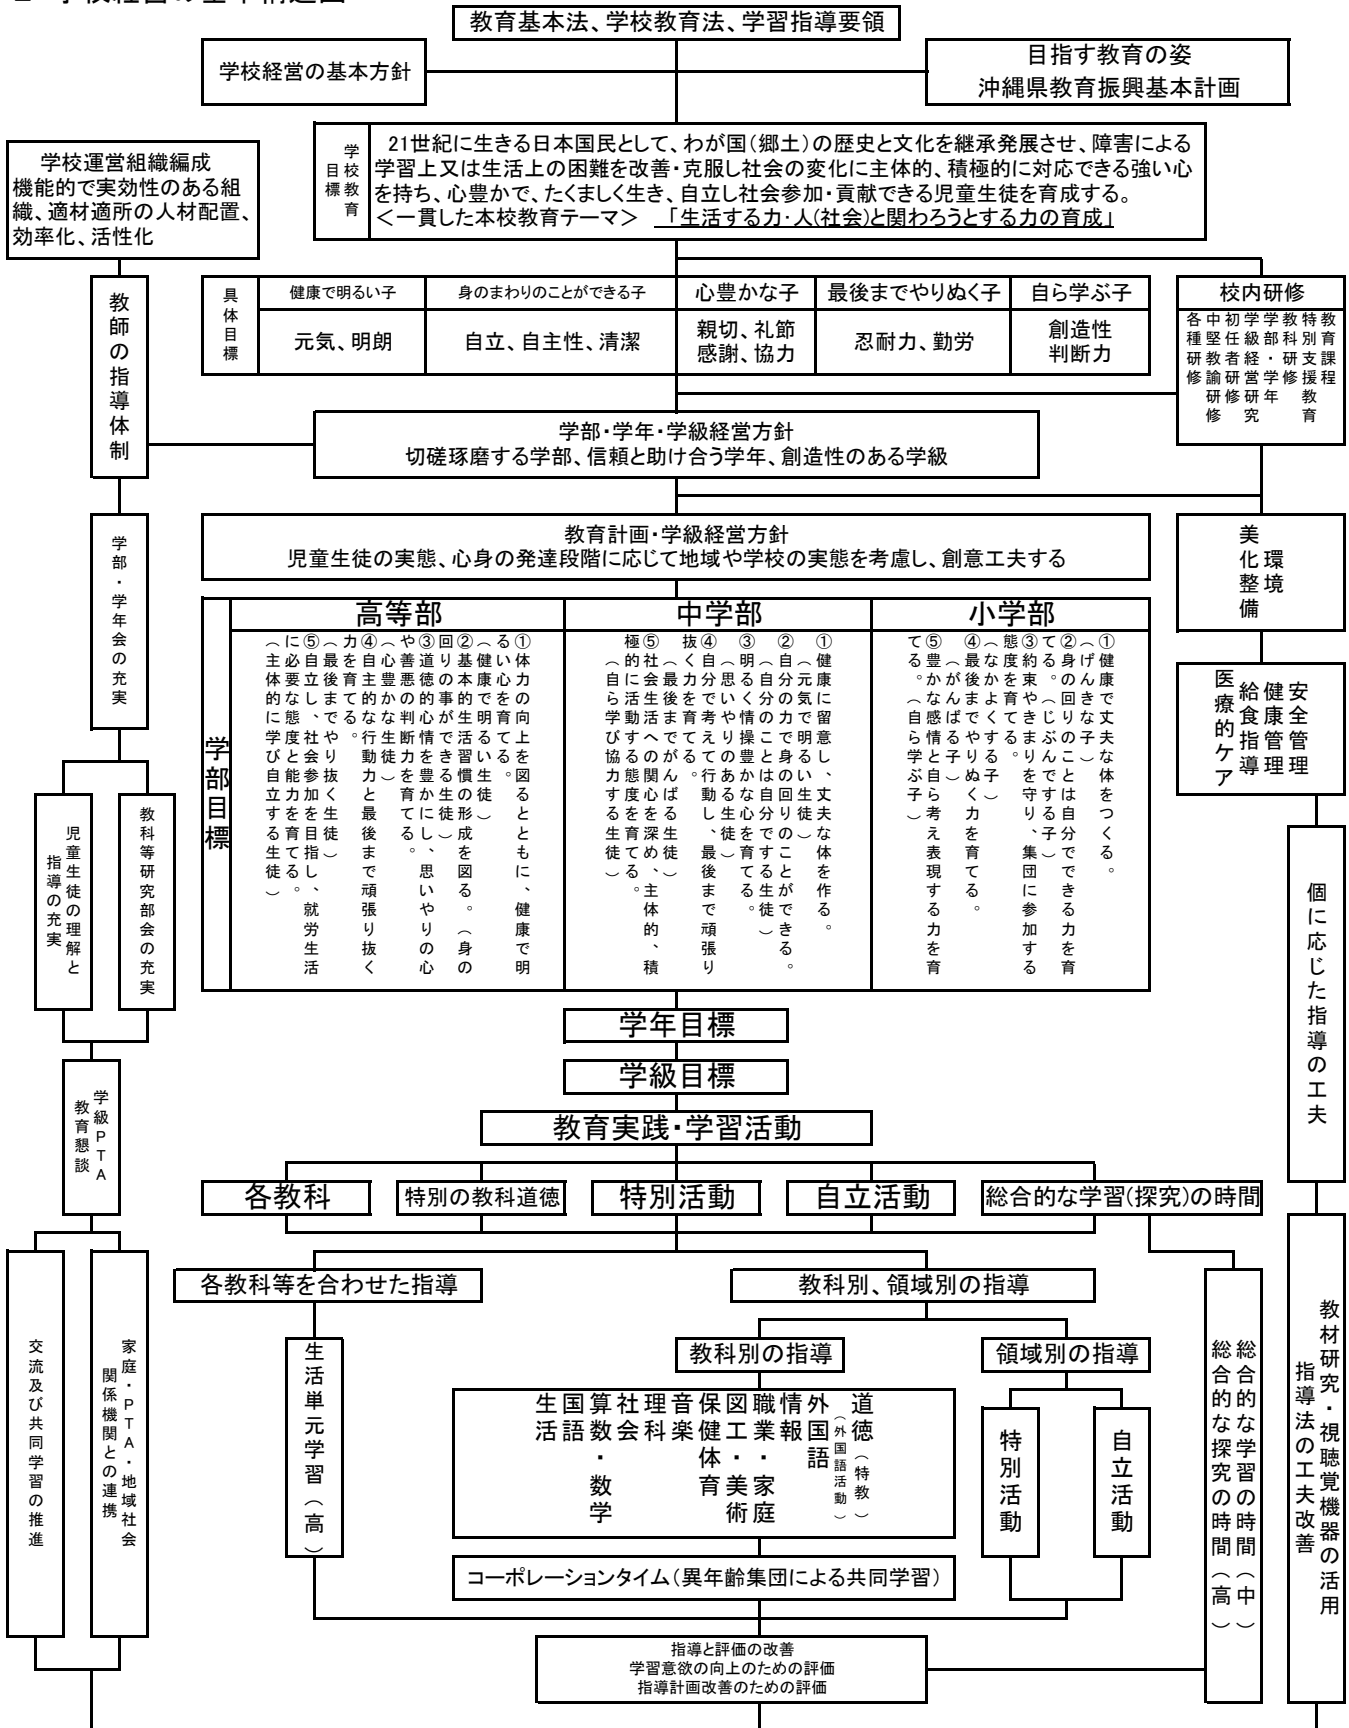 教育基本法、学校教育法、学習指導要領
学校経営の基本方針
目指す教育の姿
沖縄県教育振興基本計画
学校運営組織編成
機能的で実効性のある組
織、適材適所の人材配置、
効率化、活性化
学校教育
目標
21世紀に生きる日本国民として、わが国(郷土)の歴史と文化を継承発展させ、障害による
学習上又は生活上の困難を改善・克服し社会の変化に主体的、積極的に対応できる強い心
を持ち、心豊かで、たくましく生き、自立し社会参加・貢献できる児童生徒を育成する。
＜一貫した本校教育テーマ＞　「生活する力・人(社会)と関わろうとする力の育成」
教師の指導体制
具体目標
健康で明るい子
身のまわりのことができる子
心豊かな子
最後までやりぬく子
自ら学ぶ子
元気、明朗
自立、自主性、清潔
親切、礼節
感謝、協力
忍耐力、勤労
創造性
判断力
校内研修
教育課程
特別支援教育
教科研修
学部・学年
学級経営研究
初任者研修
中堅教諭研修
各種研修
学部・学年・学級経営方針
切磋琢磨する学部、信頼と助け合う学年、創造性のある学級
学部・学年会の充実
教育計画・学級経営方針
児童生徒の実態、心身の発達段階に応じて地域や学校の実態を考慮し、創意工夫する
環境
美化整備
学部目標
高等部
①体力の向上を図るとともに、健康で明
るい心を育てる。
（健康で明るい生徒）
②基本的生活習慣の形成を図る。（身の
回りの事ができる生徒）
③道徳的心情を豊かにし、思いやりの心
や善悪の判断力を育てる。
（心豊かな生徒）
④自主的な行動力と最後まで頑張り抜く
力を育てる。
（最後までやり抜く生徒）
⑤自立し、社会参加を目指し、就労生活
に必要な態度と能力を育てる。
（主体的に学び自立する生徒）
中学部
①健康に留意し、丈夫な体を作る。
（元気で明るい生徒）
②自分の力で身の回りのことができる。
（自分のことは自分でする生徒）
③明るく情操豊かな心を育てる。
（思いやりのある生徒）
④自分で考えて行動し、最後まで頑張り
抜く力を育てる。
（最後までがんばる生徒）
⑤社会生活への関心を深め、主体的、積
極的に活動する態度を育てる。
（自ら学び協力する生徒）
小学部
①健康で丈夫な体をつくる。
（げんきな子）
②身の回りのことは自分でできる力を育
てる。（じぶんでする子）
③約束やきまりを守り、集団に参加する
態度を育てる。
（なかよくする子）
④最後までやりぬく力を育てる。
（がんばる子）
⑤豊かな感情と自ら考え表現する力を育
てる。（自ら学ぶ子）
安全管理
健康管理
給食指導
医療的ケア
教科等研究部会の充実
児童生徒の理解と
指導の充実
個に応じた指導の工夫
学年目標
学級目標
学級PTA
教育懇談
教育実践・学習活動
各教科
特別の教科道徳
特別活動
自立活動
総合的な学習(探究)の時間
各教科等を合わせた指導
教科別、領域別の指導
教科別の指導
領域別の指導
生活単元学習（高）
道徳（特教）
（外国語活動）
外国語
情報
職業・家庭
図工・美術
保健体育
音楽
理科
社会
算数・数学
国語
生活
特別活動
自立活動
総合的な学習の時間（中）
総合的な探究の時間（高）
教材研究・視聴覚機器の活用
指導法の工夫改善
家庭・PTA・地域社会
関係機関との連携
交流及び共同学習の推進
コーポレーションタイム(異年齢集団による共同学習)
指導と評価の改善
学習意欲の向上のための評価
指導計画改善のための評価